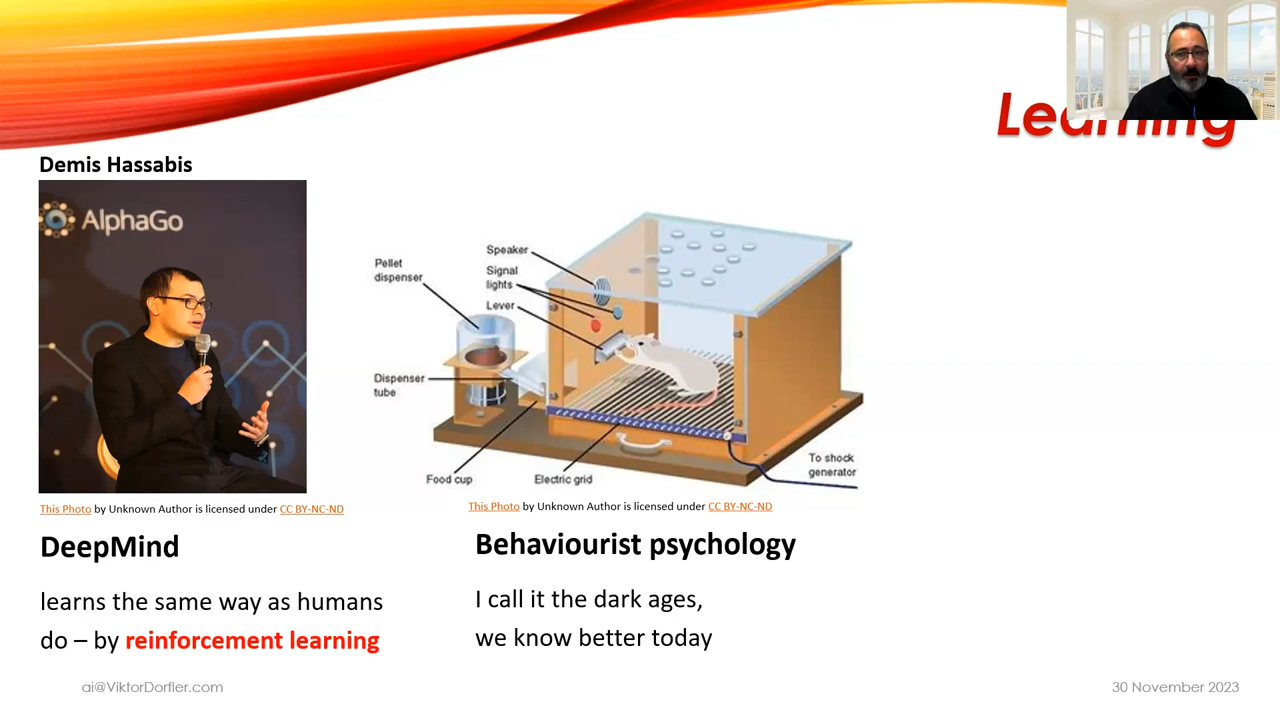 Learning
Demis Hassabis
AlphaGo
Speaker
Pellet
dispenser
Signal
lights
Lever
Dispenser
tube
Food cup
Electric grid
To shock
generator
This Photo by Unknown Author is licensed under CC BY-NC-ND
This Photo by Unknown Author is licensed under CC BY-NC-ND
DeepMind
learns the same way as humans
do – by reinforcement learning
Behaviourist psychology
I call it the dark ages,
we know better today
ai@ViktorDorfler.com
30 November 2023